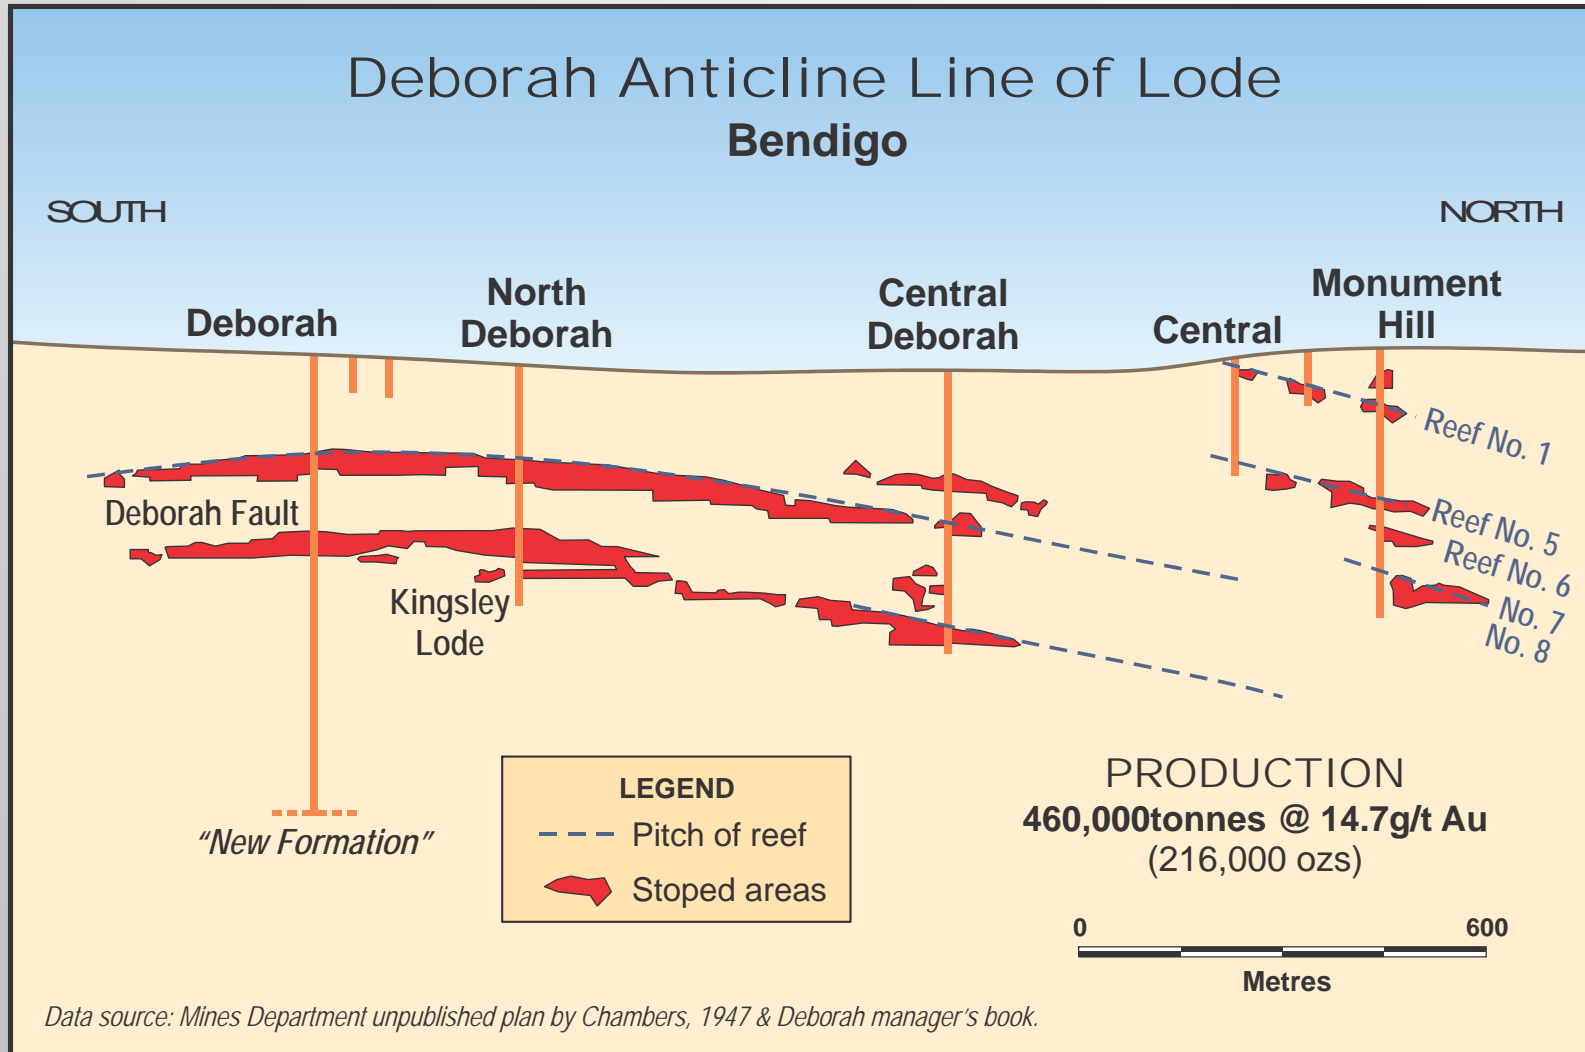 Deborah Anticline Line of Lode
Bendigo
SOUTH
NORTH
Deborah
North
Deborah
Central
Deborah
Central
Monument
Hill
Reef No. 1
Reef No. 5
Reef No. 6
No. 7
No. 8
Deborah Fault
Kingsley
Lode
“New Formation”
LEGEND
Pitch of reef
Stoped areas
PRODUCTION
460,000tonnes @ 14.7g/t Au
(216,000 ozs)
0 600
Metres
Data source: Mines Department unpublished plan by Chambers, 1947 & Deborah manager’s book.